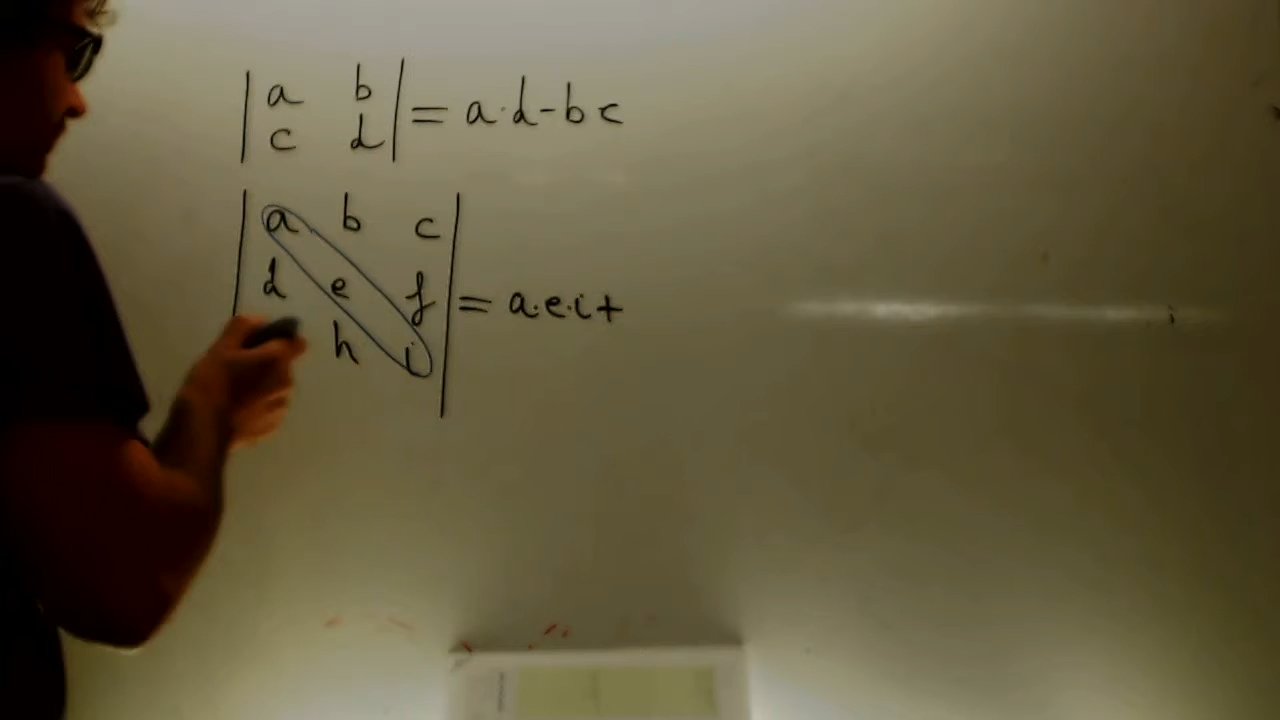 | a b |
| c d | = a·d-bc
| a b c |
| d e f | = a·e·i+
h i |